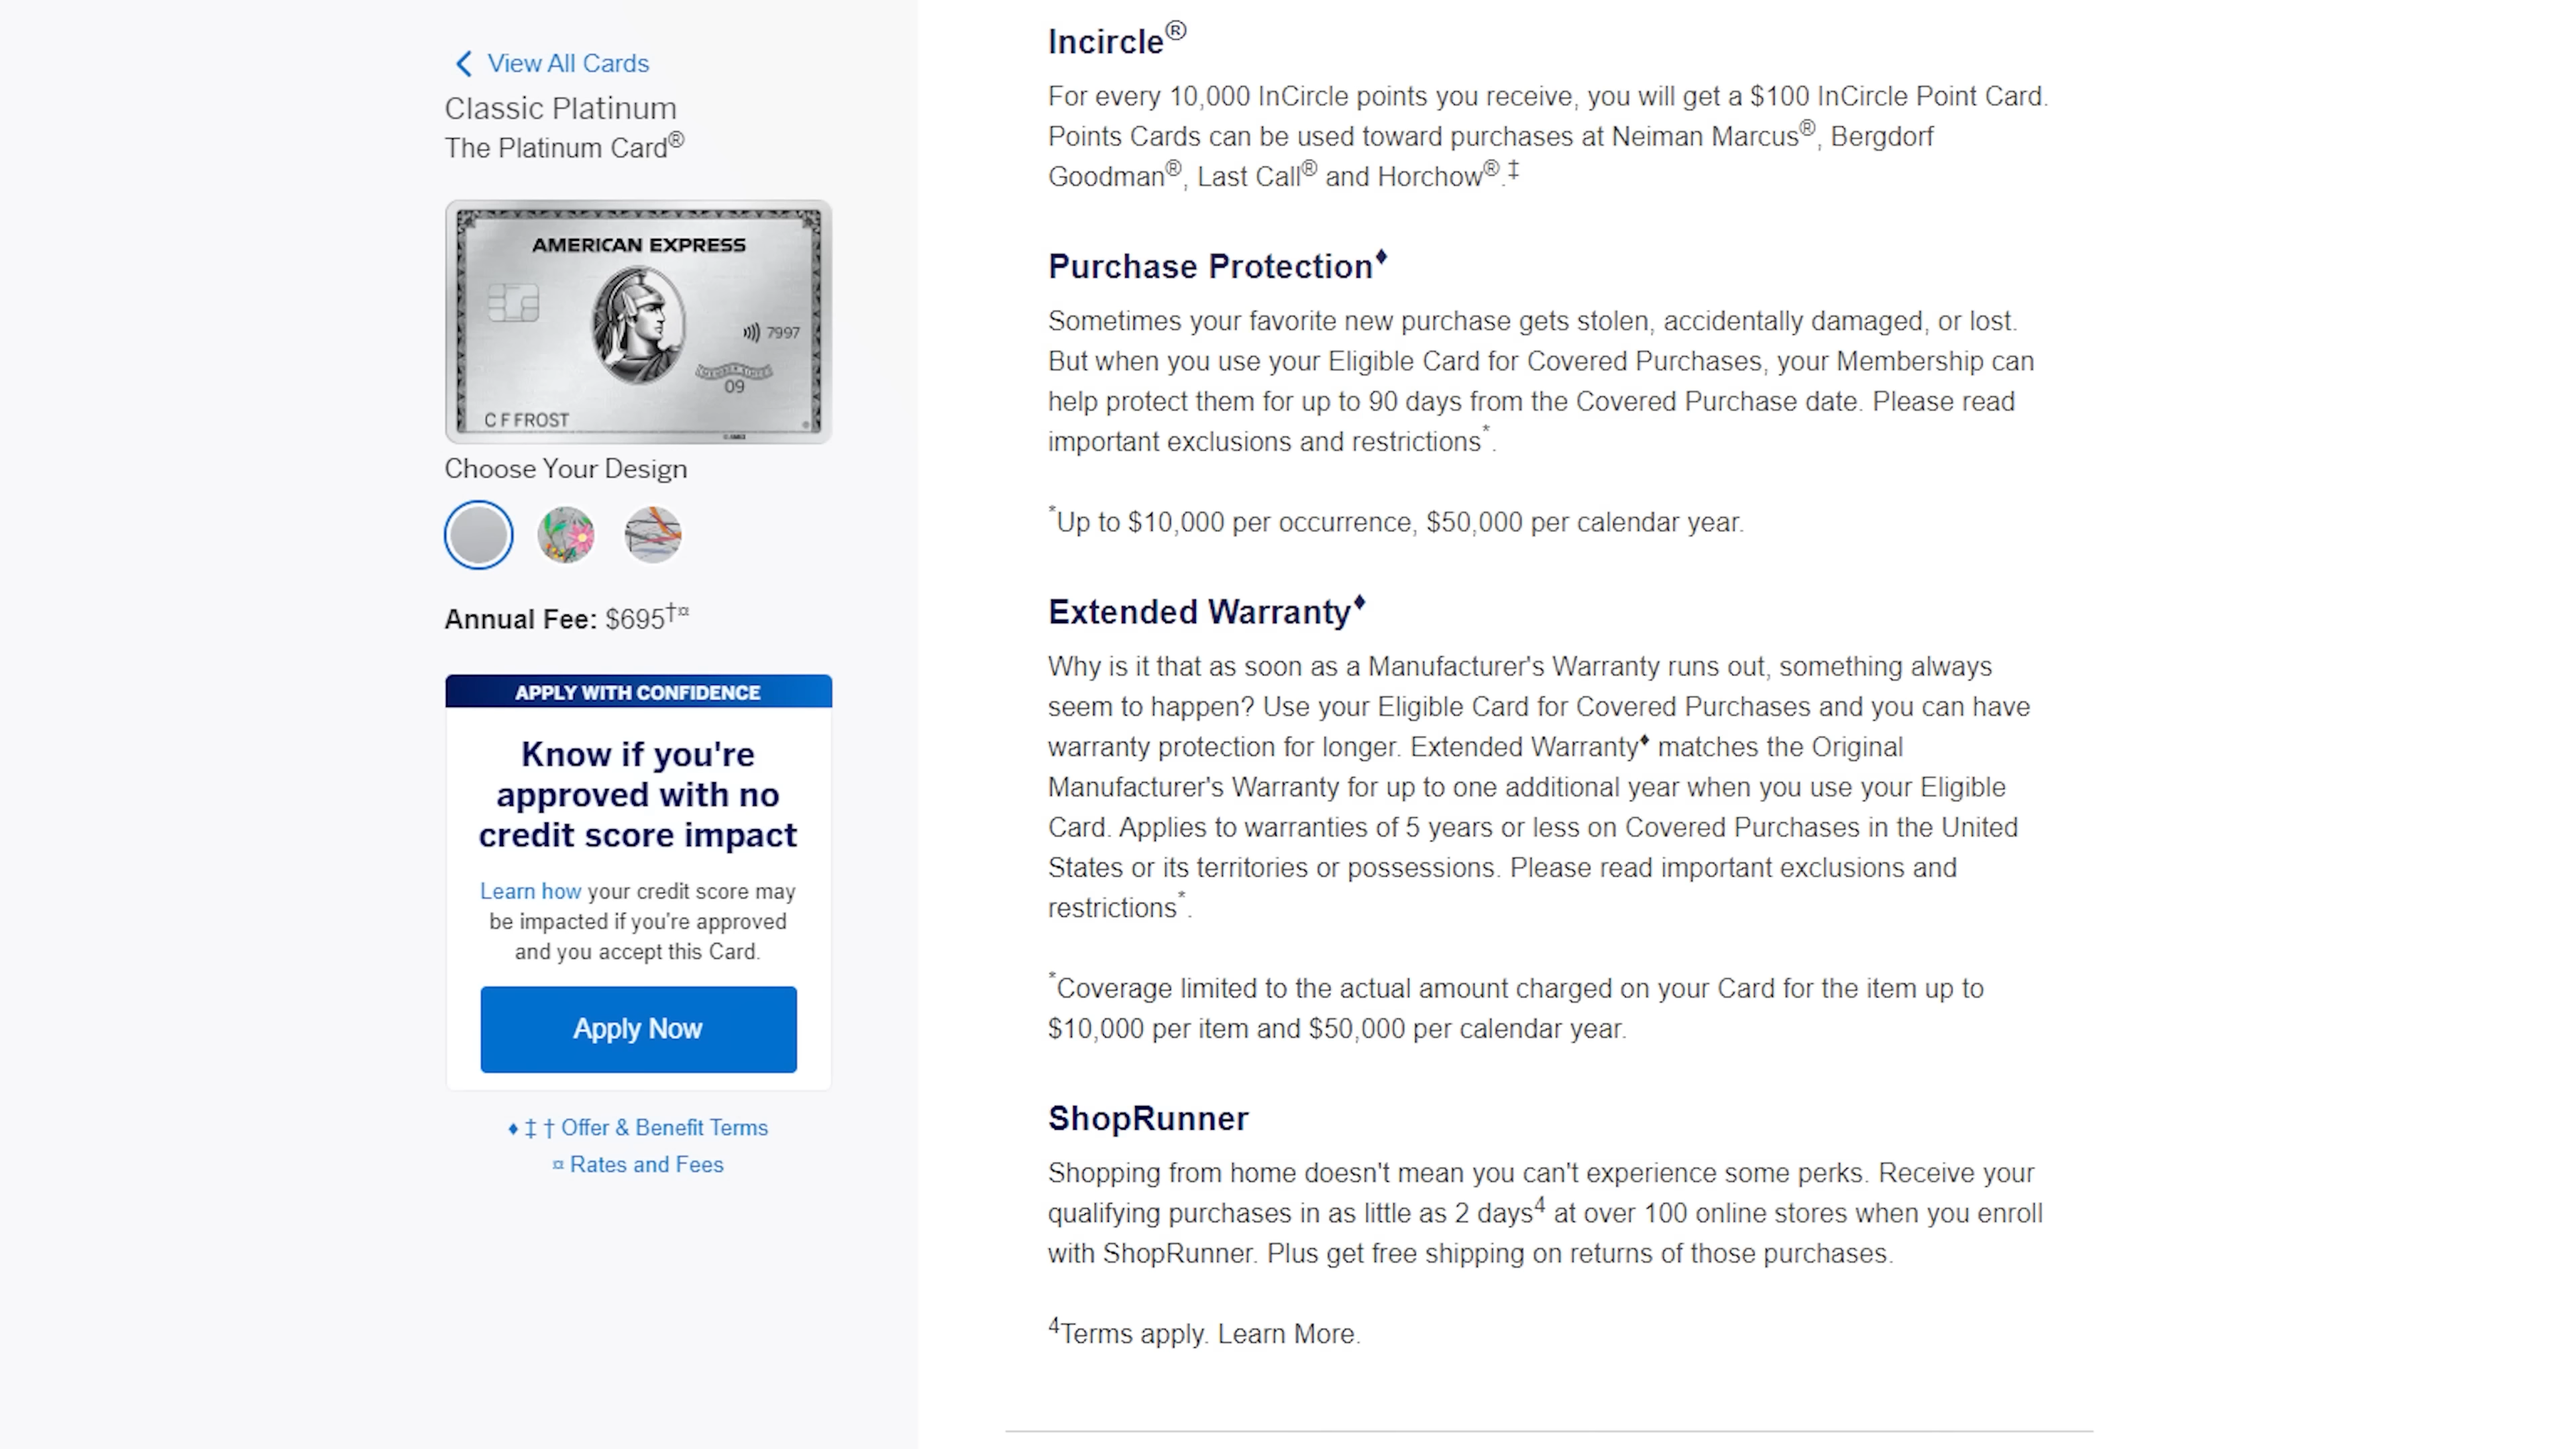 View All Cards
Classic Platinum
The Platinum Card®
AMERICAN EXPRESS
7997
MEMBER SINCE
09
C F FROST
Choose Your Design
Annual Fee: $695†¤
APPLY WITH CONFIDENCE
Know if you're
approved with no
credit score impact
Learn how your credit score may
be impacted if you're approved
and you accept this Card.
Apply Now
♦ ‡ † Offer & Benefit Terms
¤ Rates and Fees
Incircle®
For every 10,000 InCircle points you receive, you will get a $100 InCircle Point Card.
Points Cards can be used toward purchases at Neiman Marcus®, Bergdorf
Goodman®, Last Call® and Horchow®.‡
Purchase Protection♦
Sometimes your favorite new purchase gets stolen, accidentally damaged, or lost.
But when you use your Eligible Card for Covered Purchases, your Membership can
help protect them for up to 90 days from the Covered Purchase date. Please read
important exclusions and restrictions*.
*Up to $10,000 per occurrence, $50,000 per calendar year.
Extended Warranty♦
Why is it that as soon as a Manufacturer's Warranty runs out, something always
seem to happen? Use your Eligible Card for Covered Purchases and you can have
warranty protection for longer. Extended Warranty♦ matches the Original
Manufacturer's Warranty for up to one additional year when you use your Eligible
Card. Applies to warranties of 5 years or less on Covered Purchases in the United
States or its territories or possessions. Please read important exclusions and
restrictions*.
*Coverage limited to the actual amount charged on your Card for the item up to
$10,000 per item and $50,000 per calendar year.
ShopRunner
Shopping from home doesn't mean you can't experience some perks. Receive your
qualifying purchases in as little as 2 days4 at over 100 online stores when you enroll
with ShopRunner. Plus get free shipping on returns of those purchases.
4Terms apply. Learn More.